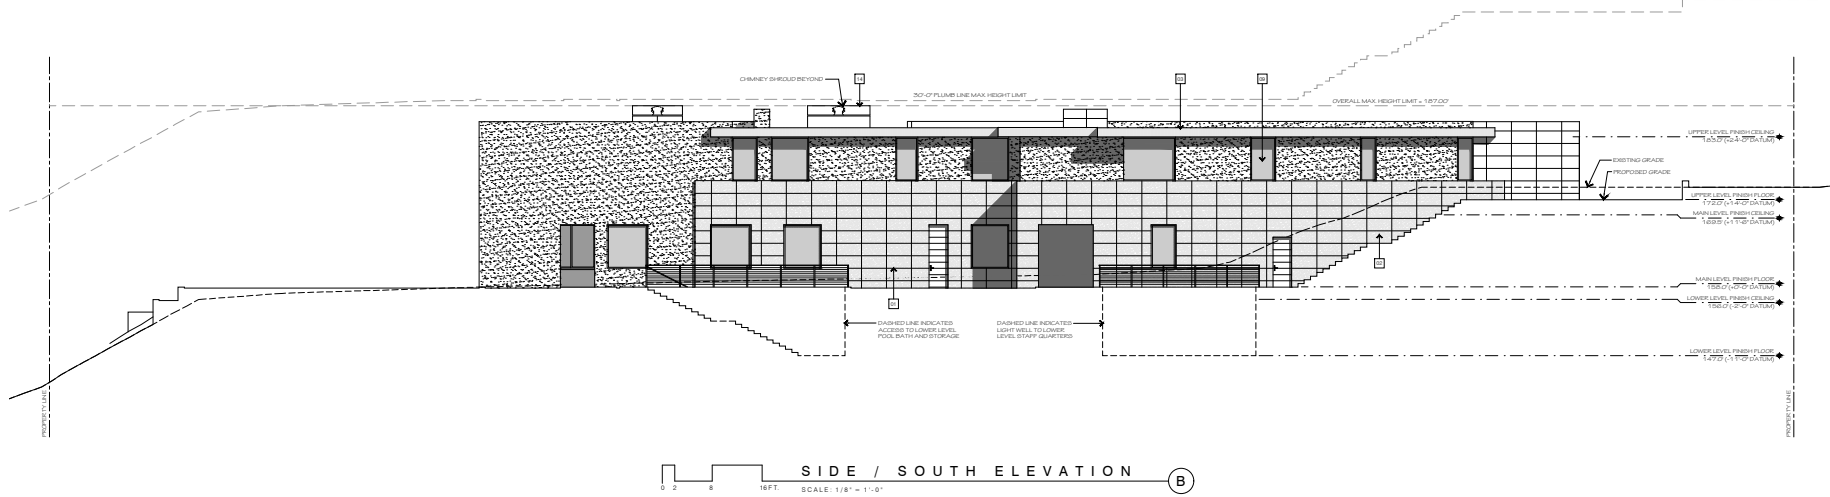 CHIMNEY SHROUD BEYOND
14
03
09
30'-0" PLUMB LINE MAX. HEIGHT LIMIT
OVERALL MAX. HEIGHT LIMIT = 187.00'
UPPER LEVEL FINISH CEILING
183.0' (+24'-0" DATUM)
EXISTING GRADE
PROPOSED GRADE
UPPER LEVEL FINISH FLOOR
172.0' (+14'-0" DATUM)
MAIN LEVEL FINISH CEILING
169.5' (+11'-6" DATUM)
02
MAIN LEVEL FINISH FLOOR
158.0' (+0'-0" DATUM)
LOWER LEVEL FINISH CEILING
156.0' (-2'-0" DATUM)
01
DASHED LINE INDICATES
ACCESS TO LOWER LEVEL
POOL BATH AND STORAGE
DASHED LINE INDICATES
LIGHT WELL TO LOWER
LEVEL STAFF QUARTERS
LOWER LEVEL FINISH FLOOR
147.0' (-11'-0" DATUM)
PROPERTY LINE
PROPERTY LINE
0 2 8 16 FT.
SIDE / SOUTH ELEVATION
SCALE: 1/8" = 1'-0"
B